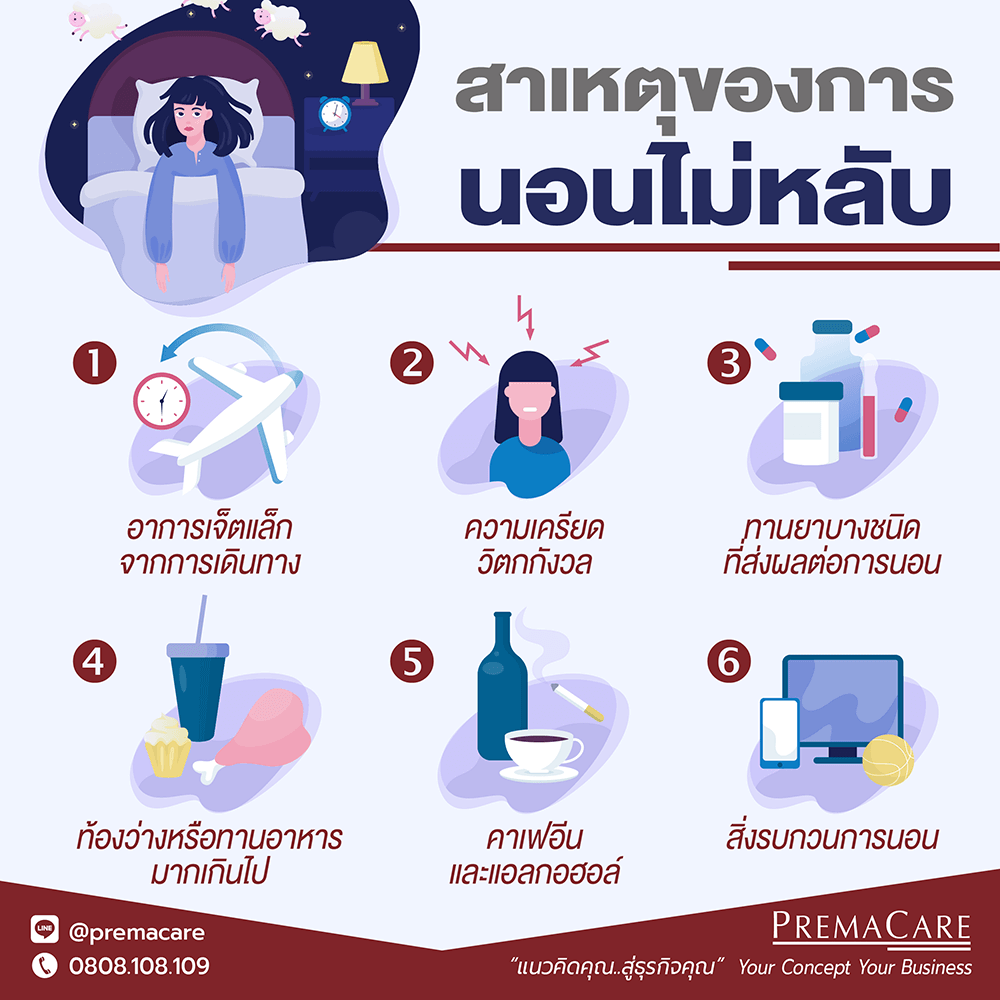 สาเหตุของการ
นอนไม่หลับ
1
อาการเจ็ตแล็ก
จากการเดินทาง
2
ความเครียด
วิตกกังวล
3
ทานยาบางชนิด
ที่ส่งผลต่อการนอน
4
ท้องว่างหรือทานอาหาร
มากเกินไป
5
คาเฟอีน
และแอลกอฮอล์
6
สิ่งรบกวนการนอน
LINE @premacare
0808.108.109
PREMACARE
"แนวคิดคุณ..สู่ธุรกิจคุณ" Your Concept Your Business